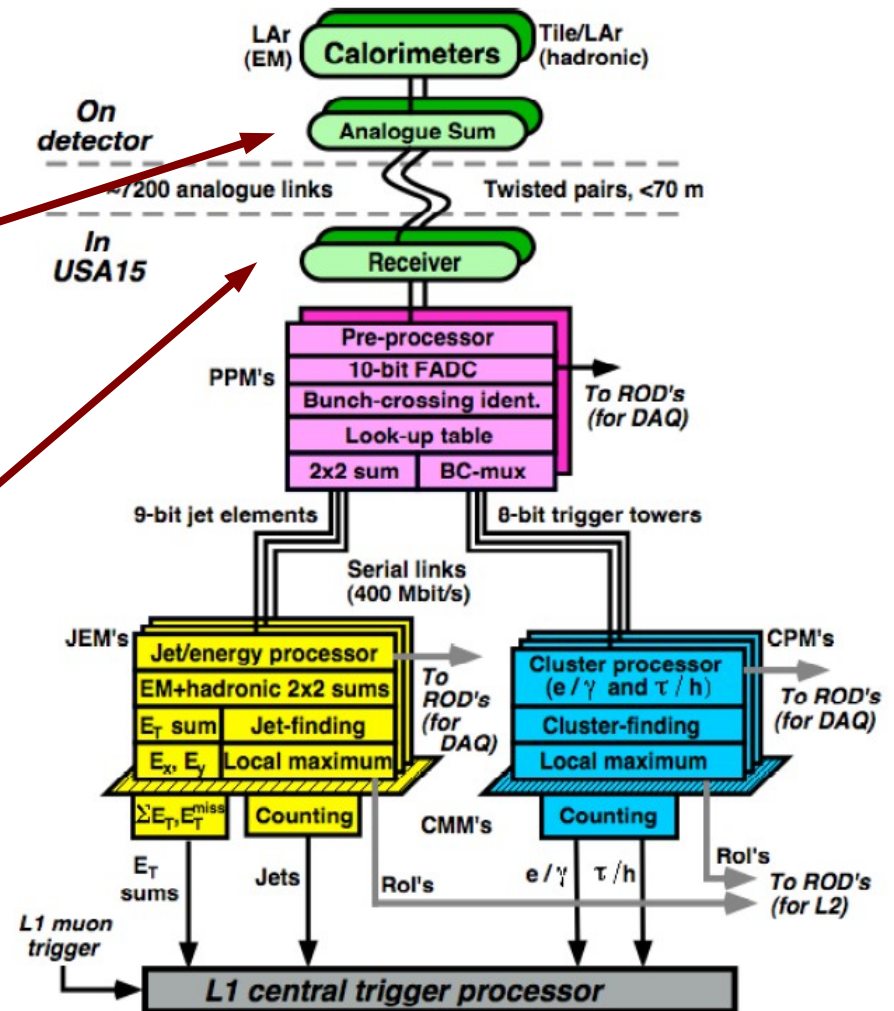 LAr
(EM)
Calorimeters
Tile/LAr
(hadronic)
On
detector
Analogue Sum
~7200 analogue links
Twisted pairs, <70 m
In
USA15
Receiver
PPM's
Pre-processor
10-bit FADC
Bunch-crossing ident.
Look-up table
2x2 sum
BC-mux
To ROD's
(for DAQ)
9-bit jet elements
8-bit trigger towers
Serial links
(400 Mbit/s)
JEM's
Jet/energy processor
EM+hadronic 2x2 sums
E_T sum
Jet-finding
E_x, E_y
Local maximum
To
ROD's
(for
DAQ)
CPM's
Cluster processor
(e / γ and τ / h)
Cluster-finding
Local maximum
To ROD's
(for DAQ)
ΣE_T, E_T^miss
Counting
CMM's
Counting
E_T
sums
Jets
RoI's
e / γ
τ / h
RoI's
To ROD's
(for L2)
L1 muon
trigger
L1 central trigger processor